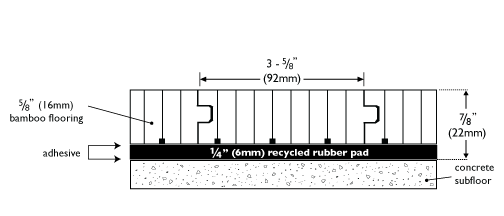 3 - 5/8"
(92mm)
5/8" (16mm)
bamboo flooring
7/8"
(22mm)
adhesive
1/4" (6mm) recycled rubber pad
concrete
subfloor